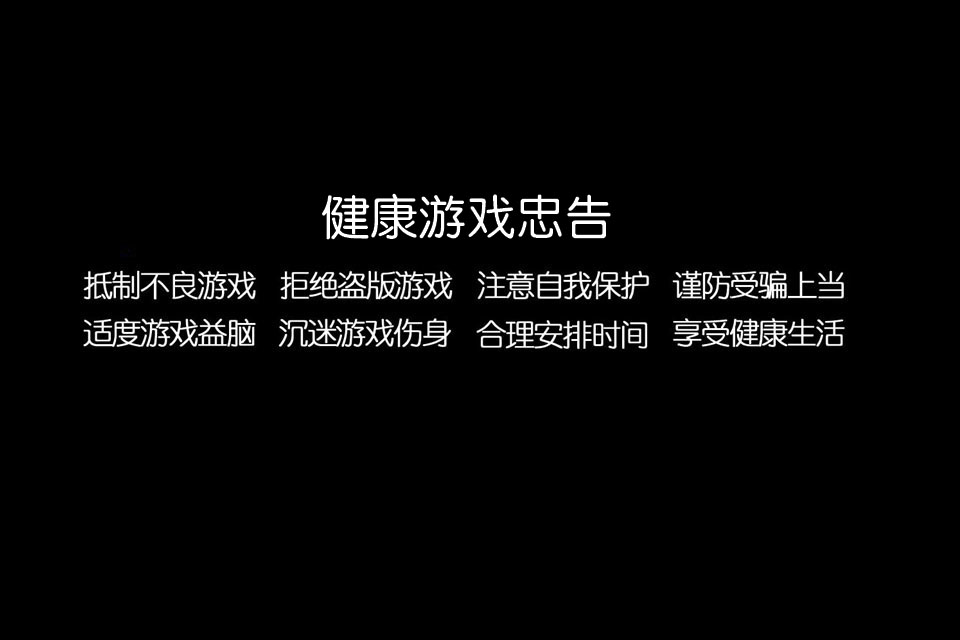 健康游戏忠告
抵制不良游戏 拒绝盗版游戏 注意自我保护 谨防受骗上当
适度游戏益脑 沉迷游戏伤身 合理安排时间 享受健康生活